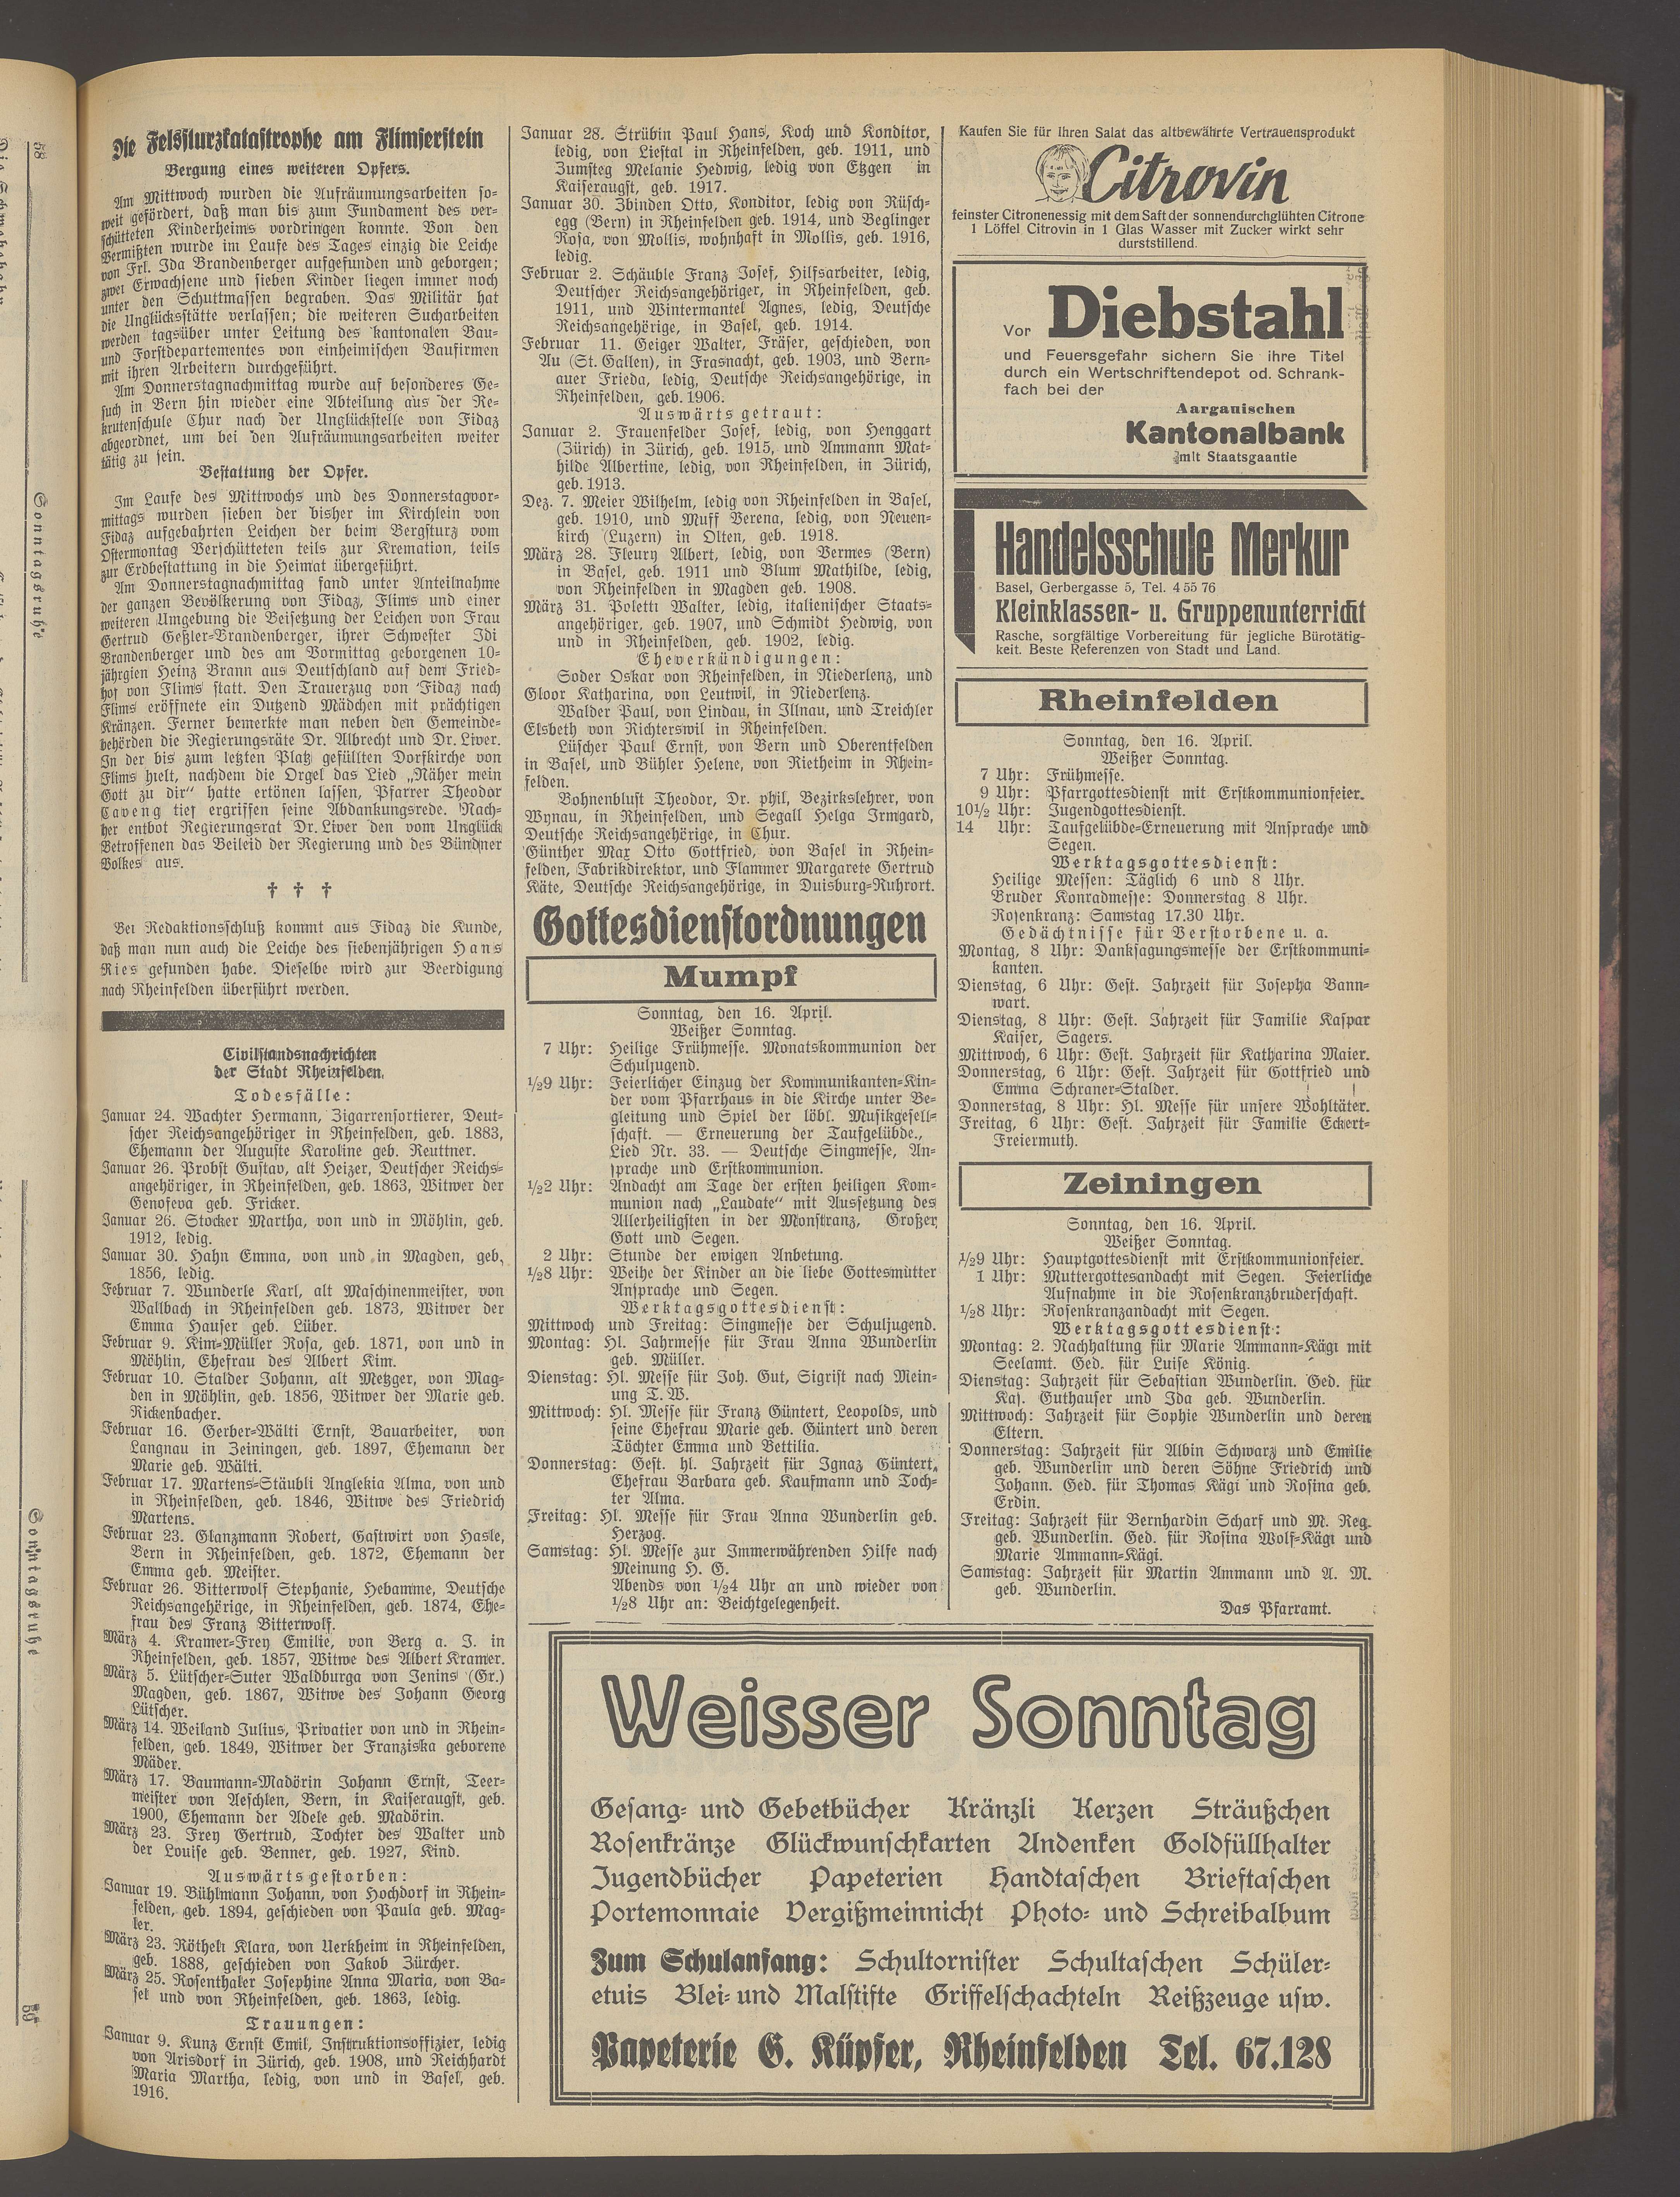 Die Felssturzkatastrophe am Flimserstein
Bergung eines weiteren Opfers.
Am Mittwoch wurden die Aufräumungsarbeiten so-
weit gefördert, daß man bis zum Fundament des ver-
schütteten Kinderheims vordringen konnte. Von den
Vermißten wurde im Laufe des Tages einzig die Leiche
von Frl. Ida Brandenberger aufgefunden und geborgen;
zwei Erwachsene und sieben Kinder liegen immer noch
unter den Schuttmassen begraben. Das Militär hat
die Unglücksstätte verlassen; die weiteren Sucharbeiten
werden tagsüber unter Leitung des kantonalen Bau-
und Forstdepartementes von einheimischen Baufirmen
mit ihren Arbeitern durchgeführt.
Am Donnerstagnachmittag wurde auf besonderes Ge-
such in Bern hin wieder eine Abteilung aus der Re-
krutenschule Chur nach der Unglückstelle von Fidaz
abgeordnet, um bei den Aufräumungsarbeiten weiter
tätig zu sein.
Bestattung der Opfer.
Im Laufe des Mittwochs und des Donnerstagvor-
mittags wurden sieben der bisher im Kirchlein von
Fidaz aufgebahrten Leichen der beim Bergsturz vom
Ostermontag Verschütteten teils zur Kremation, teils
zur Erdbestattung in die Heimat übergeführt.
Am Donnerstagnachmittag fand unter Anteilnahme
der ganzen Bevölkerung von Fidaz, Flims und einer
weiteren Umgebung die Beisetzung der Leichen von Frau
Gertrud Geßler-Brandenberger, ihrer Schwester Idi
Brandenberger und des am Vormittag geborgenen 10-
jährgien Heinz Brann aus Deutschland auf dem Fried-
hof von Flims statt. Den Trauerzug von Fidaz nach
Flims eröffnete ein Dutzend Mädchen mit prächtigen
Kränzen. Ferner bemerkte man neben den Gemeinde-
behörden die Regierungsräte Dr. Albrecht und Dr. Liver.
In der bis zum letzten Platz gefüllten Dorfkirche von
Flims hielt, nachdem die Orgel das Lied „Näher mein
Gott zu dir“ hatte ertönen lassen, Pfarrer Theodor
Caveng tief ergriffen seine Abdankungsrede. Nach-
her entbot Regierungsrat Dr. Liver den vom Unglück
Betroffenen das Beileid der Regierung und des Bündner
Volkes aus.
† † †
Bei Redaktionsschluß kommt aus Fidaz die Kunde,
daß man nun auch die Leiche des siebenjährigen Hans
Ries gefunden habe. Dieselbe wird zur Beerdigung
nach Rheinfelden überführt werden.
Civilstandsnachrichten
der Stadt Rheinfelden.
Todesfälle:
Januar 24. Wachter Hermann, Zigarrensortierer, Deut-
scher Reichsangehöriger in Rheinfelden, geb. 1883,
Ehemann der Auguste Karoline geb. Reuttner.
Januar 26. Probst Gustav, alt Heizer, Deutscher Reichs-
angehöriger, in Rheinfelden, geb. 1863, Witwer der
Genofeva geb. Fricker.
Januar 26. Stocker Martha, von und in Möhlin, geb.
1912, ledig.
Januar 30. Hahn Emma, von und in Magden, geb.
1856, ledig.
Februar 7. Wunderle Karl, alt Maschinenmeister, von
Wallbach in Rheinfelden geb. 1873, Witwer der
Emma Hauser geb. Lüber.
Februar 9. Kim-Müller Rosa, geb. 1871, von und in
Möhlin, Ehefrau des Albert Kim.
Februar 10. Stalder Johann, alt Metzger, von Mag-
den in Möhlin, geb. 1856, Witwer der Marie geb.
Rickenbacher.
Februar 16. Gerber-Wälti Ernst, Bauarbeiter, von
Langnau in Zeiningen, geb. 1897, Ehemann der
Marie geb. Wälti.
Februar 17. Martens-Stäubli Anglekia Alma, von und
in Rheinfelden, geb. 1846, Witwe des Friedrich
Martens.
Februar 23. Glanzmann Robert, Gastwirt von Hasle,
Bern in Rheinfelden, geb. 1872, Ehemann der
Emma geb. Meister.
Februar 26. Bitterwolf Stephanie, Hebamme, Deutsche
Reichsangehörige, in Rheinfelden, geb. 1874, Ehe-
frau des Franz Bitterwolf.
März 4. Kramer-Frey Emilie, von Berg a. J. in
Rheinfelden, geb. 1857, Witwe des Albert Kramer.
März 5. Lütscher-Suter Waldburga von Jenins (Gr.)
Magden, geb. 1867, Witwe des Johann Georg
Lütscher.
März 14. Weiland Julius, Privatier von und in Rhein-
felden, geb. 1849, Witwer der Franziska geborene
Mäder.
März 17. Baumann-Madörin Johann Ernst, Teer-
meister von Aeschlen, Bern, in Kaiseraugst, geb.
1900, Ehemann der Adele geb. Madörin.
März 23. Frey Gertrud, Tochter des Walter und
der Louise geb. Benner, geb. 1927, Kind.
Auswärts gestorben:
Januar 19. Bühlmann Johann, von Hochdorf in Rhein-
felden, geb. 1894, geschieden von Paula geb. Mag-
ler.
März 23. Rötheli Klara, von Uerkheim in Rheinfelden,
geb. 1888, geschieden von Jakob Zürcher.
März 25. Rosenthaler Josephine Anna Maria, von Ba-
sel und von Rheinfelden, geb. 1863, ledig.
Trauungen:
Januar 9. Kunz Ernst Emil, Instruktionsoffizier, ledig
von Arisdorf in Zürich, geb. 1908, und Reichhardt
Maria Martha, ledig, von und in Basel, geb.
1916.
Januar 28. Strübin Paul Hans, Koch und Konditor,
ledig, von Liestal in Rheinfelden, geb. 1911, und
Zumsteg Melanie Hedwig, ledig von Etzgen in
Kaiseraugst, geb. 1917.
Januar 30. Zbinden Otto, Konditor, ledig von Rüsch-
egg (Bern) in Rheinfelden geb. 1914, und Beglinger
Rosa, von Mollis, wohnhaft in Mollis, geb. 1916,
ledig.
Februar 2. Schäuble Franz Josef, Hilfsarbeiter, ledig,
Deutscher Reichsangehöriger, in Rheinfelden, geb.
1911, und Wintermantel Agnes, ledig, Deutsche
Reichsangehörige, in Basel, geb. 1914.
Februar 11. Geiger Walter, Fräser, geschieden, von
Au (St. Gallen), in Frasnacht, geb. 1903, und Bern-
auer Frieda, ledig, Deutsche Reichsangehörige, in
Rheinfelden, geb. 1906.
Auswärts getraut:
Januar 2. Frauenfelder Josef, ledig, von Henggart
(Zürich) in Zürich, geb. 1915, und Ammann Mat-
hilde Albertine, ledig, von Rheinfelden, in Zürich,
geb. 1913.
Dez. 7. Meier Wilhelm, ledig von Rheinfelden in Basel,
geb. 1910, und Muff Verena, ledig, von Neuen-
kirch (Luzern) in Olten, geb. 1918.
März 28. Fleury Albert, ledig, von Vermes (Bern)
in Basel, geb. 1911 und Blum Mathilde, ledig,
von Rheinfelden in Magden geb. 1908.
März 31. Poletti Walter, ledig, italienischer Staats-
angehöriger, geb. 1907, und Schmidt Hedwig, von
und in Rheinfelden, geb. 1902, ledig.
Eheverkündigungen:
Soder Oskar von Rheinfelden, in Niederlenz, und
Gloor Katharina, von Leutwil, in Niederlenz.
Walder Paul, von Lindau, in Illnau, und Treichler
Elsbeth von Richterswil in Rheinfelden.
Lüscher Paul Ernst, von Bern und Oberentfelden
in Basel, und Bühler Helene, von Rietheim in Rhein-
felden.
Bohnenblust Theodor, Dr. phil, Bezirkslehrer, von
Wynau, in Rheinfelden, und Segall Helga Irmgard,
Deutsche Reichsangehörige, in Chur.
Günther Max Otto Gottfried, von Basel in Rhein-
felden, Fabrikdirektor, und Flammer Margarete Gertrud
Käte, Deutsche Reichsangehörige, in Duisburg-Ruhrort.
Gottesdienstordnungen
Mumpf
Sonntag, den 16. April.
Weißer Sonntag.
7 Uhr: Heilige Frühmesse. Monatskommunion der
Schuljugend.
½9 Uhr: Feierlicher Einzug der Kommunikanten-Kin-
der vom Pfarrhaus in die Kirche unter Be-
gleitung und Spiel der löbl. Musikgesell-
schaft. — Erneuerung der Taufgelübde.,
Lied Nr. 33. — Deutsche Singmesse, An-
sprache und Erstkommunion.
½2 Uhr: Andacht am Tage der ersten heiligen Kom-
munion nach „Laudate“ mit Aussetzung des
Allerheiligsten in der Monstranz, Großer
Gott und Segen.
2 Uhr: Stunde der ewigen Anbetung.
½8 Uhr: Weihe der Kinder an die liebe Gottesmutter
Ansprache und Segen.
Werktagsgottesdienst:
Mittwoch und Freitag: Singmesse der Schuljugend.
Montag: Hl. Jahrmesse für Frau Anna Wunderlin
geb. Müller.
Dienstag: Hl. Messe für Joh. Gut, Sigrist nach Mein-
ung T. W.
Mittwoch: Hl. Messe für Franz Güntert, Leopolds, und
seine Ehefrau Marie geb. Güntert und deren
Töchter Emma und Bettilia.
Donnerstag: Gest. hl. Jahrzeit für Ignaz Güntert,
Ehefrau Barbara geb. Kaufmann und Toch-
ter Alma.
Freitag: Hl. Messe für Frau Anna Wunderlin geb.
Herzog.
Samstag: Hl. Messe zur Immerwährenden Hilfe nach
Meinung H. G.
Abends von ½4 Uhr an und wieder von
½8 Uhr an: Beichtgelegenheit.
Kaufen Sie für Ihren Salat das altbewährte Vertrauensprodukt
Citrovin
feinster Citronenessig mit dem Saft der sonnendurchglühten Citrone
1 Löffel Citrovin in 1 Glas Wasser mit Zucker wirkt sehr
durststillend.
Vor Diebstahl
und Feuersgefahr sichern Sie ihre Titel
durch ein Wertschriftendepot od. Schrank-
fach bei der
Aarganischen
Kantonalbank
mit Staatsgaantie
Handelsschule Merkur
Basel, Gerbergasse 5, Tel. 4 55 76
Kleinklassen- u. Gruppenunterricht
Rasche, sorgfältige Vorbereitung für jegliche Bürotätig-
keit. Beste Referenzen von Stadt und Land.
Rheinfelden
Sonntag, den 16. April.
Weißer Sonntag.
7 Uhr: Frühmesse.
9 Uhr: Pfarrgottesdienst mit Erstkommunionfeier.
10½ Uhr: Jugendgottesdienst.
14 Uhr: Taufgelübde-Erneuerung mit Ansprache und
Segen.
Werktagsgottesdienst:
Heilige Messen: Täglich 6 und 8 Uhr.
Bruder Konradmesse: Donnerstag 8 Uhr.
Rosenkranz: Samstag 17.30 Uhr.
Gedächtnisse für Verstorbene u. a.
Montag, 8 Uhr: Danksagungsmesse der Erstkommuni-
kanten.
Dienstag, 6 Uhr: Gest. Jahrzeit für Josepha Bann-
wart.
Dienstag, 8 Uhr: Gest. Jahrzeit für Familie Kaspar
Kaiser, Sagers.
Mittwoch, 6 Uhr: Gest. Jahrzeit für Katharina Maier.
Donnerstag, 6 Uhr: Gest. Jahrzeit für Gottfried und
Emma Schraner-Stalder.
Donnerstag, 8 Uhr: Hl. Messe für unsere Wohltäter.
Freitag, 6 Uhr: Gest. Jahrzeit für Familie Eckert-
Freiermuth.
Zeiningen
Sonntag, den 16. April.
Weißer Sonntag.
½9 Uhr: Hauptgottesdienst mit Erstkommunionfeier.
1 Uhr: Muttergottesandacht mit Segen. Feierliche
Aufnahme in die Rosenkranzbruderschaft.
½8 Uhr: Rosenkranzandacht mit Segen.
Werktagsgottesdienst:
Montag: 2. Nachhaltung für Marie Ammann-Kägi mit
Seelamt. Ged. für Luise König.
Dienstag: Jahrzeit für Sebastian Wunderlin. Ged. für
Kas. Guthauser und Ida geb. Wunderlin.
Mittwoch: Jahrzeit für Sophie Wunderlin und deren
Eltern.
Donnerstag: Jahrzeit für Albin Schwarz und Emilie
geb. Wunderlin und deren Söhne Friedrich und
Johann. Ged. für Thomas Kägi und Rosina geb.
Erdin.
Freitag: Jahrzeit für Bernhardin Scharf und M. Reg.
geb. Wunderlin. Ged. für Rosina Wolf-Kägi und
Marie Ammann-Kägi.
Samstag: Jahrzeit für Martin Ammann und A. M.
geb. Wunderlin.
Das Pfarramt.
Weisser Sonntag
Gesang- und Gebetbücher Kränzli Kerzen Sträußchen
Rosenkränze Glückwunschkarten Andenken Goldfüllhalter
Jugendbücher Papeterien Handtaschen Brieftaschen
Portemonnaie Vergißmeinnicht Photo- und Schreibalbum
Zum Schulanfang: Schultornister Schultaschen Schüler-
etuis Blei- und Malstifte Griffelschachteln Reißzeuge usw.
Papeterie G. Küpfer, Rheinfelden Tel. 67.128
58
Sonntagsruhe
Sonntagsruhe
59